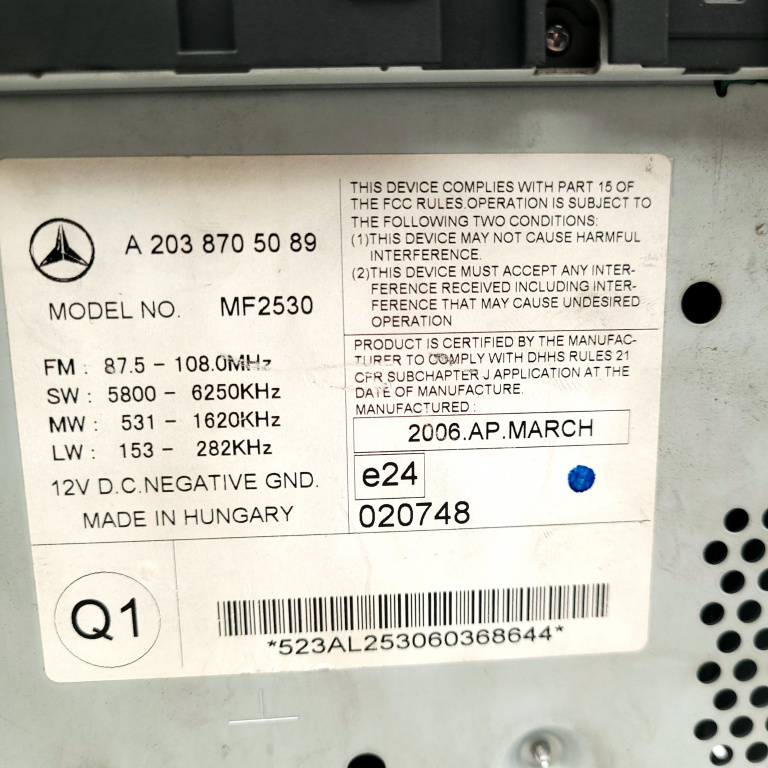 A 203 870 5089
MODEL NO. MF2530
FM : 87.5 - 108.0MHz
SW : 5800 - 6250KHz
MW : 531 - 1620KHz
LW : 153 - 282KHz
12V D.C.NEGATIVE GND.
MADE IN HUNGARY
THIS DEVICE COMPLIES WITH PART 15 OF
THE FCC RULES.OPERATION IS SUBJECT TO
THE FOLLOWING TWO CONDITIONS:
(1)THIS DEVICE MAY NOT CAUSE HARMFUL
INTERFERENCE.
(2)THIS DEVICE MUST ACCEPT ANY INTER-
FERENCE RECEIVED INCLUDING INTER-
FERENCE THAT MAY CAUSE UNDESIRED
OPERATION
PRODUCT IS CERTIFIED BY THE MANUFAC-
TURER TO COMPLY WITH DHHS RULES 21
CFR SUBCHAPTER J APPLICATION AT THE
DATE OF MANUFACTURE.
MANUFACTURED :
2006.AP.MARCH
e24
020748
Q1
*523AL253060368644*